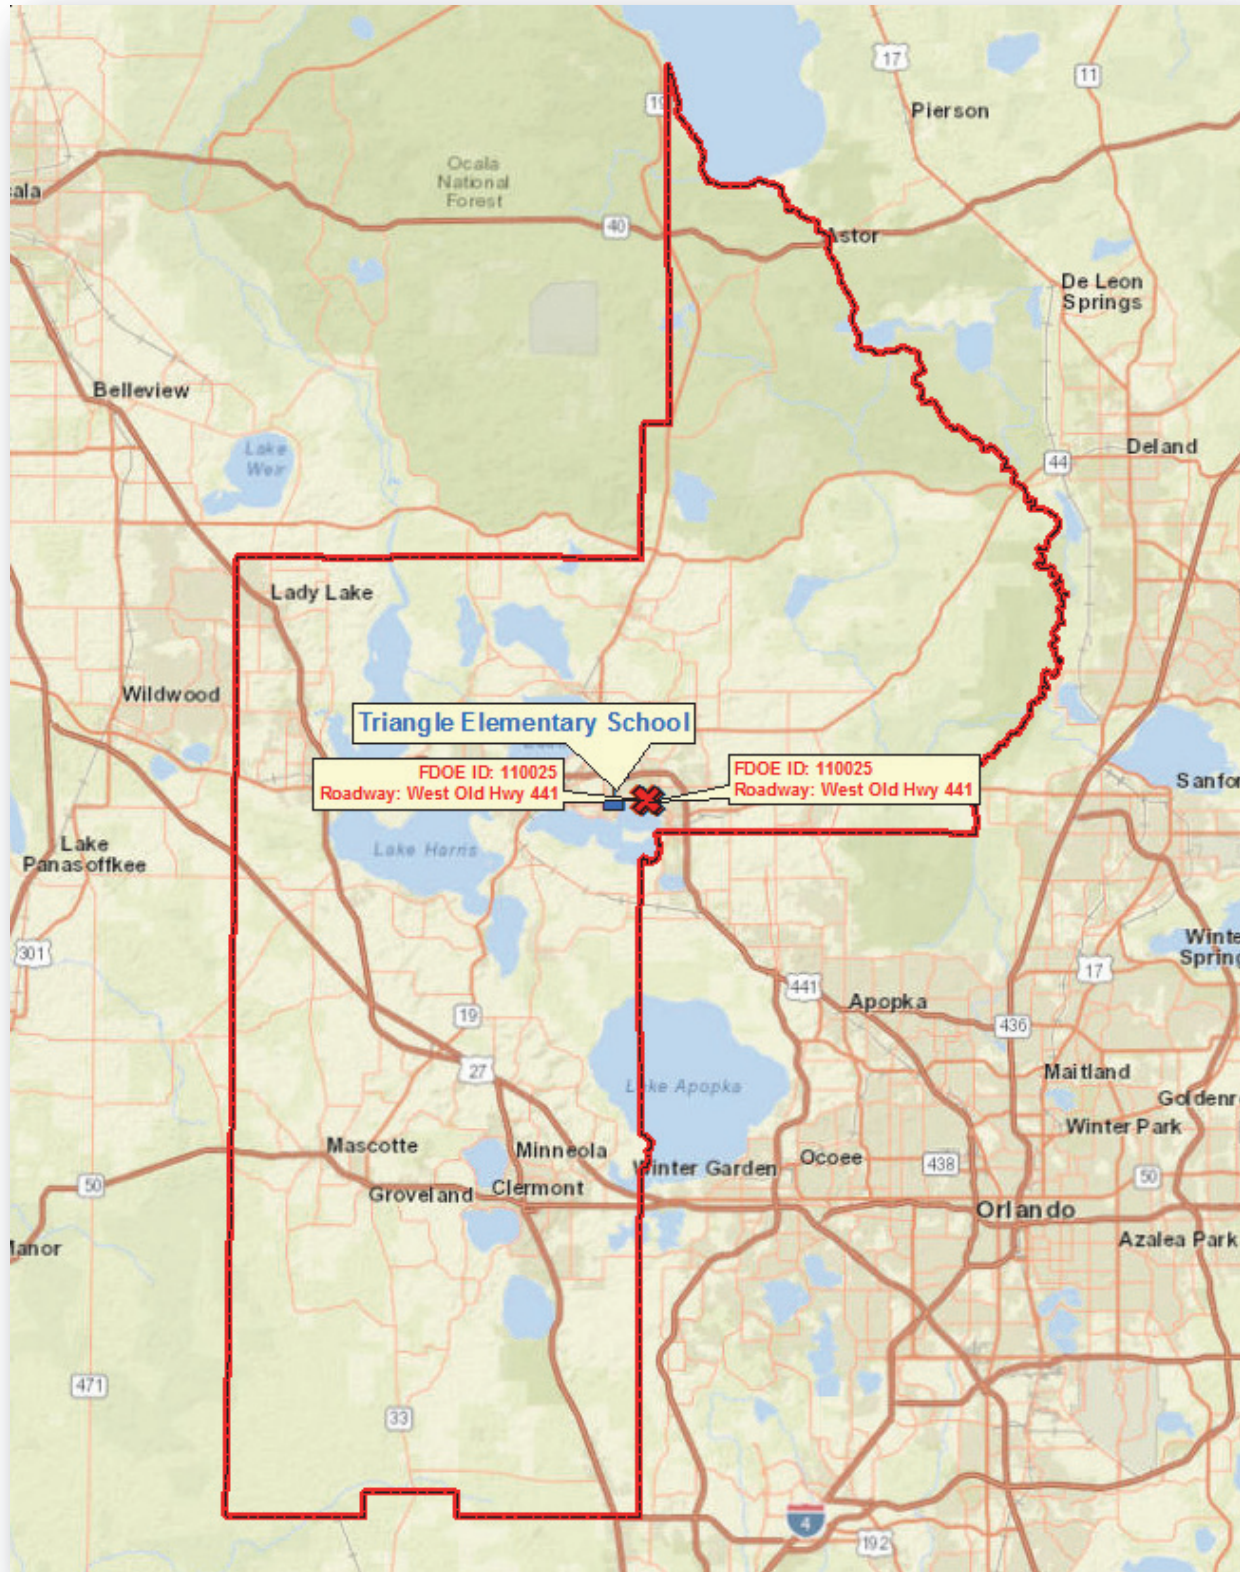 17
11
Pierson
19
Ocala
National
Forest
cala
40
Astor
De Leon
Springs
Belleview
Lake
Weir
Deland
44
Lady Lake
Wildwood
Triangle Elementary School
FDOE ID: 110025
Roadway: West Old Hwy 441
FDOE ID: 110025
Roadway: West Old Hwy 441
Sanfor
Lake
Panasoffkee
Lake Harris
301
Winte
Spring
17
441
Apopka
19
436
27
Lake Apopka
Maitland
Goldenr
Winter Park
Mascotte
Minneola
Winter Garden
Ocoee
438
50
50
Groveland
Clermont
Orlando
Manor
Azalea Park
471
33
4
192